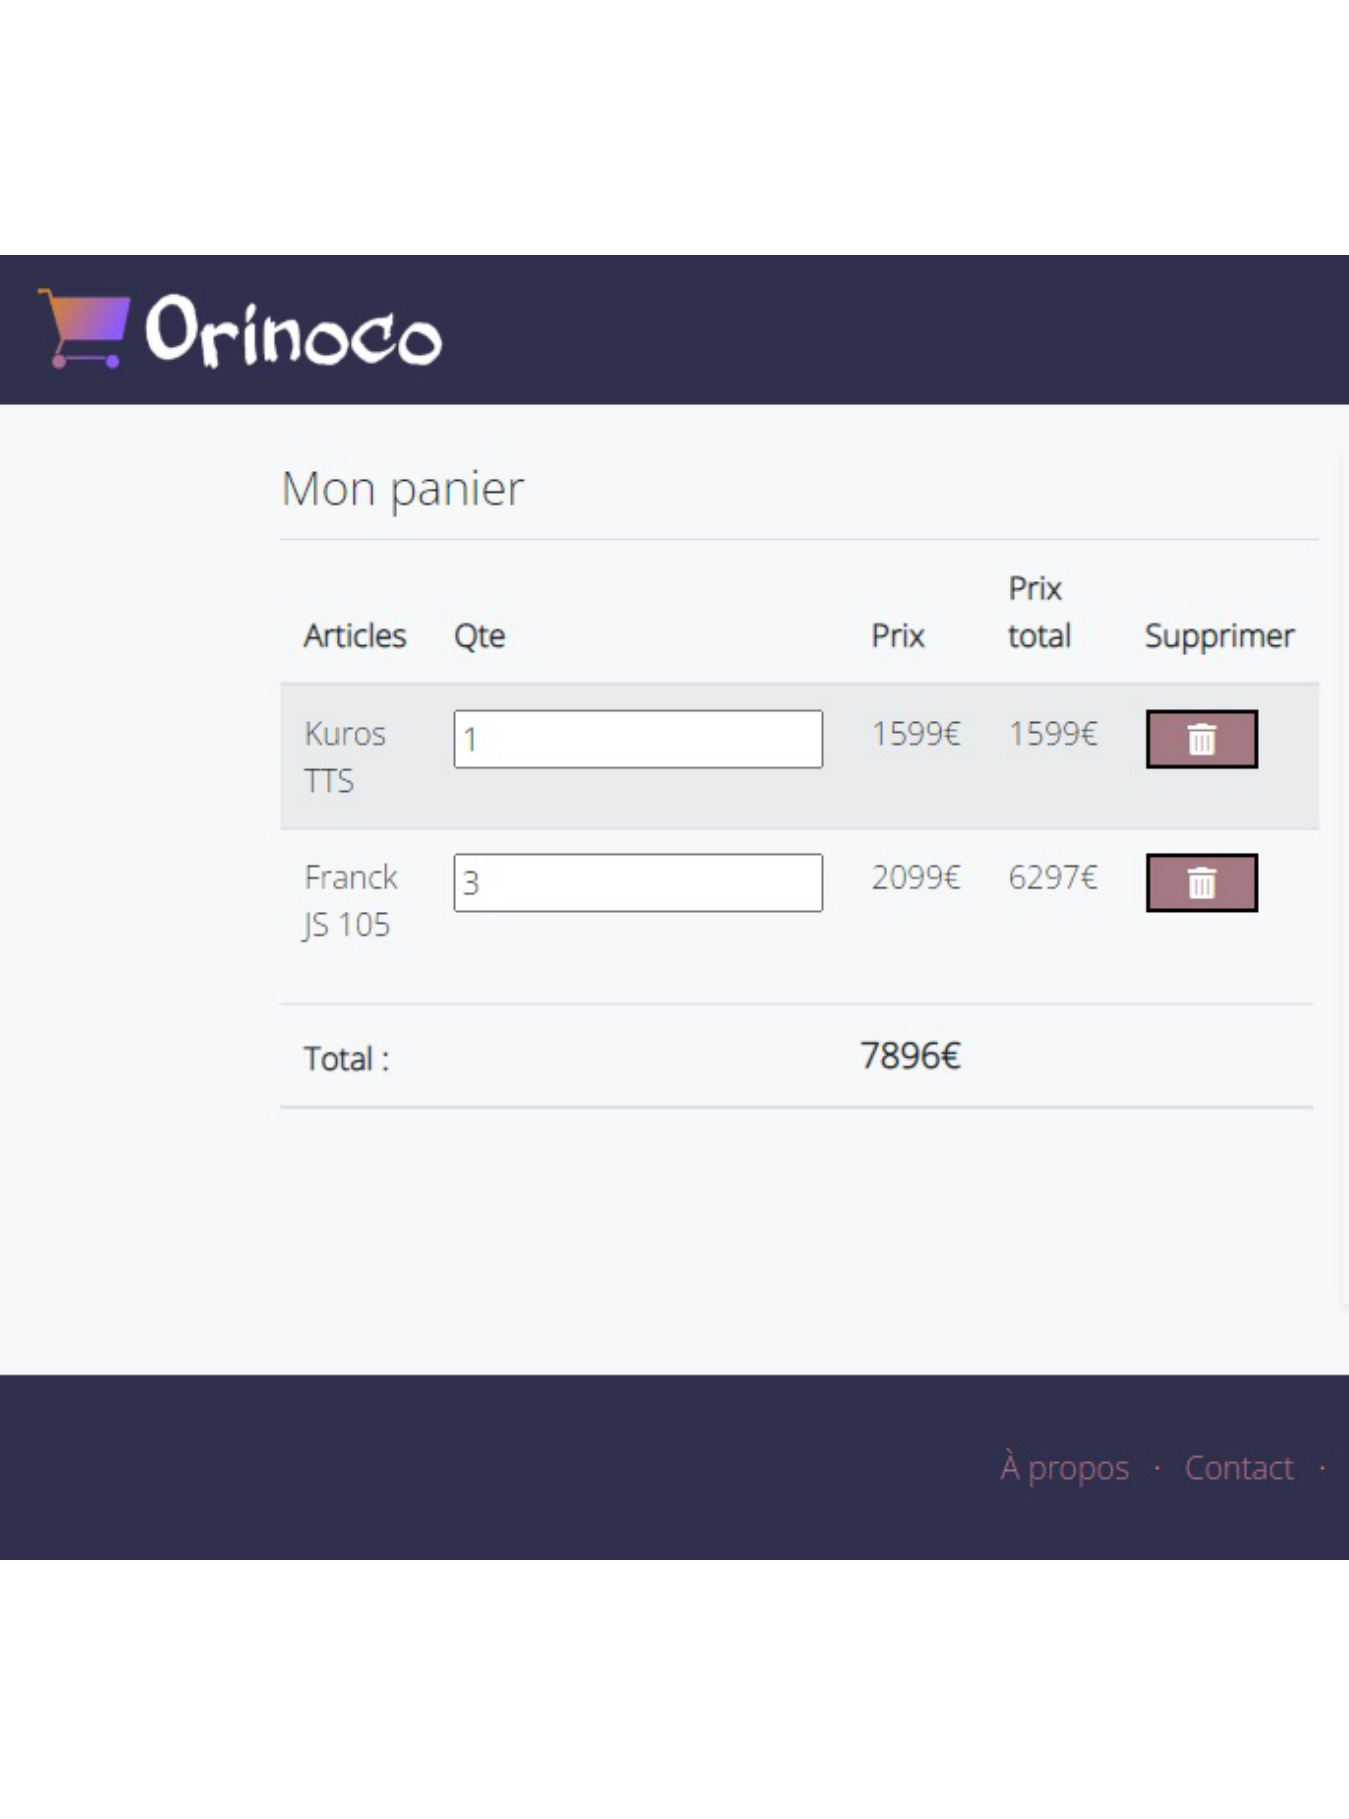 Orinoco
Mon panier
Articles Qte Prix Prix total Supprimer
Kuros TTS 1 1599€ 1599€
Franck JS 105 3 2099€ 6297€
Total : 7896€
À propos · Contact ·